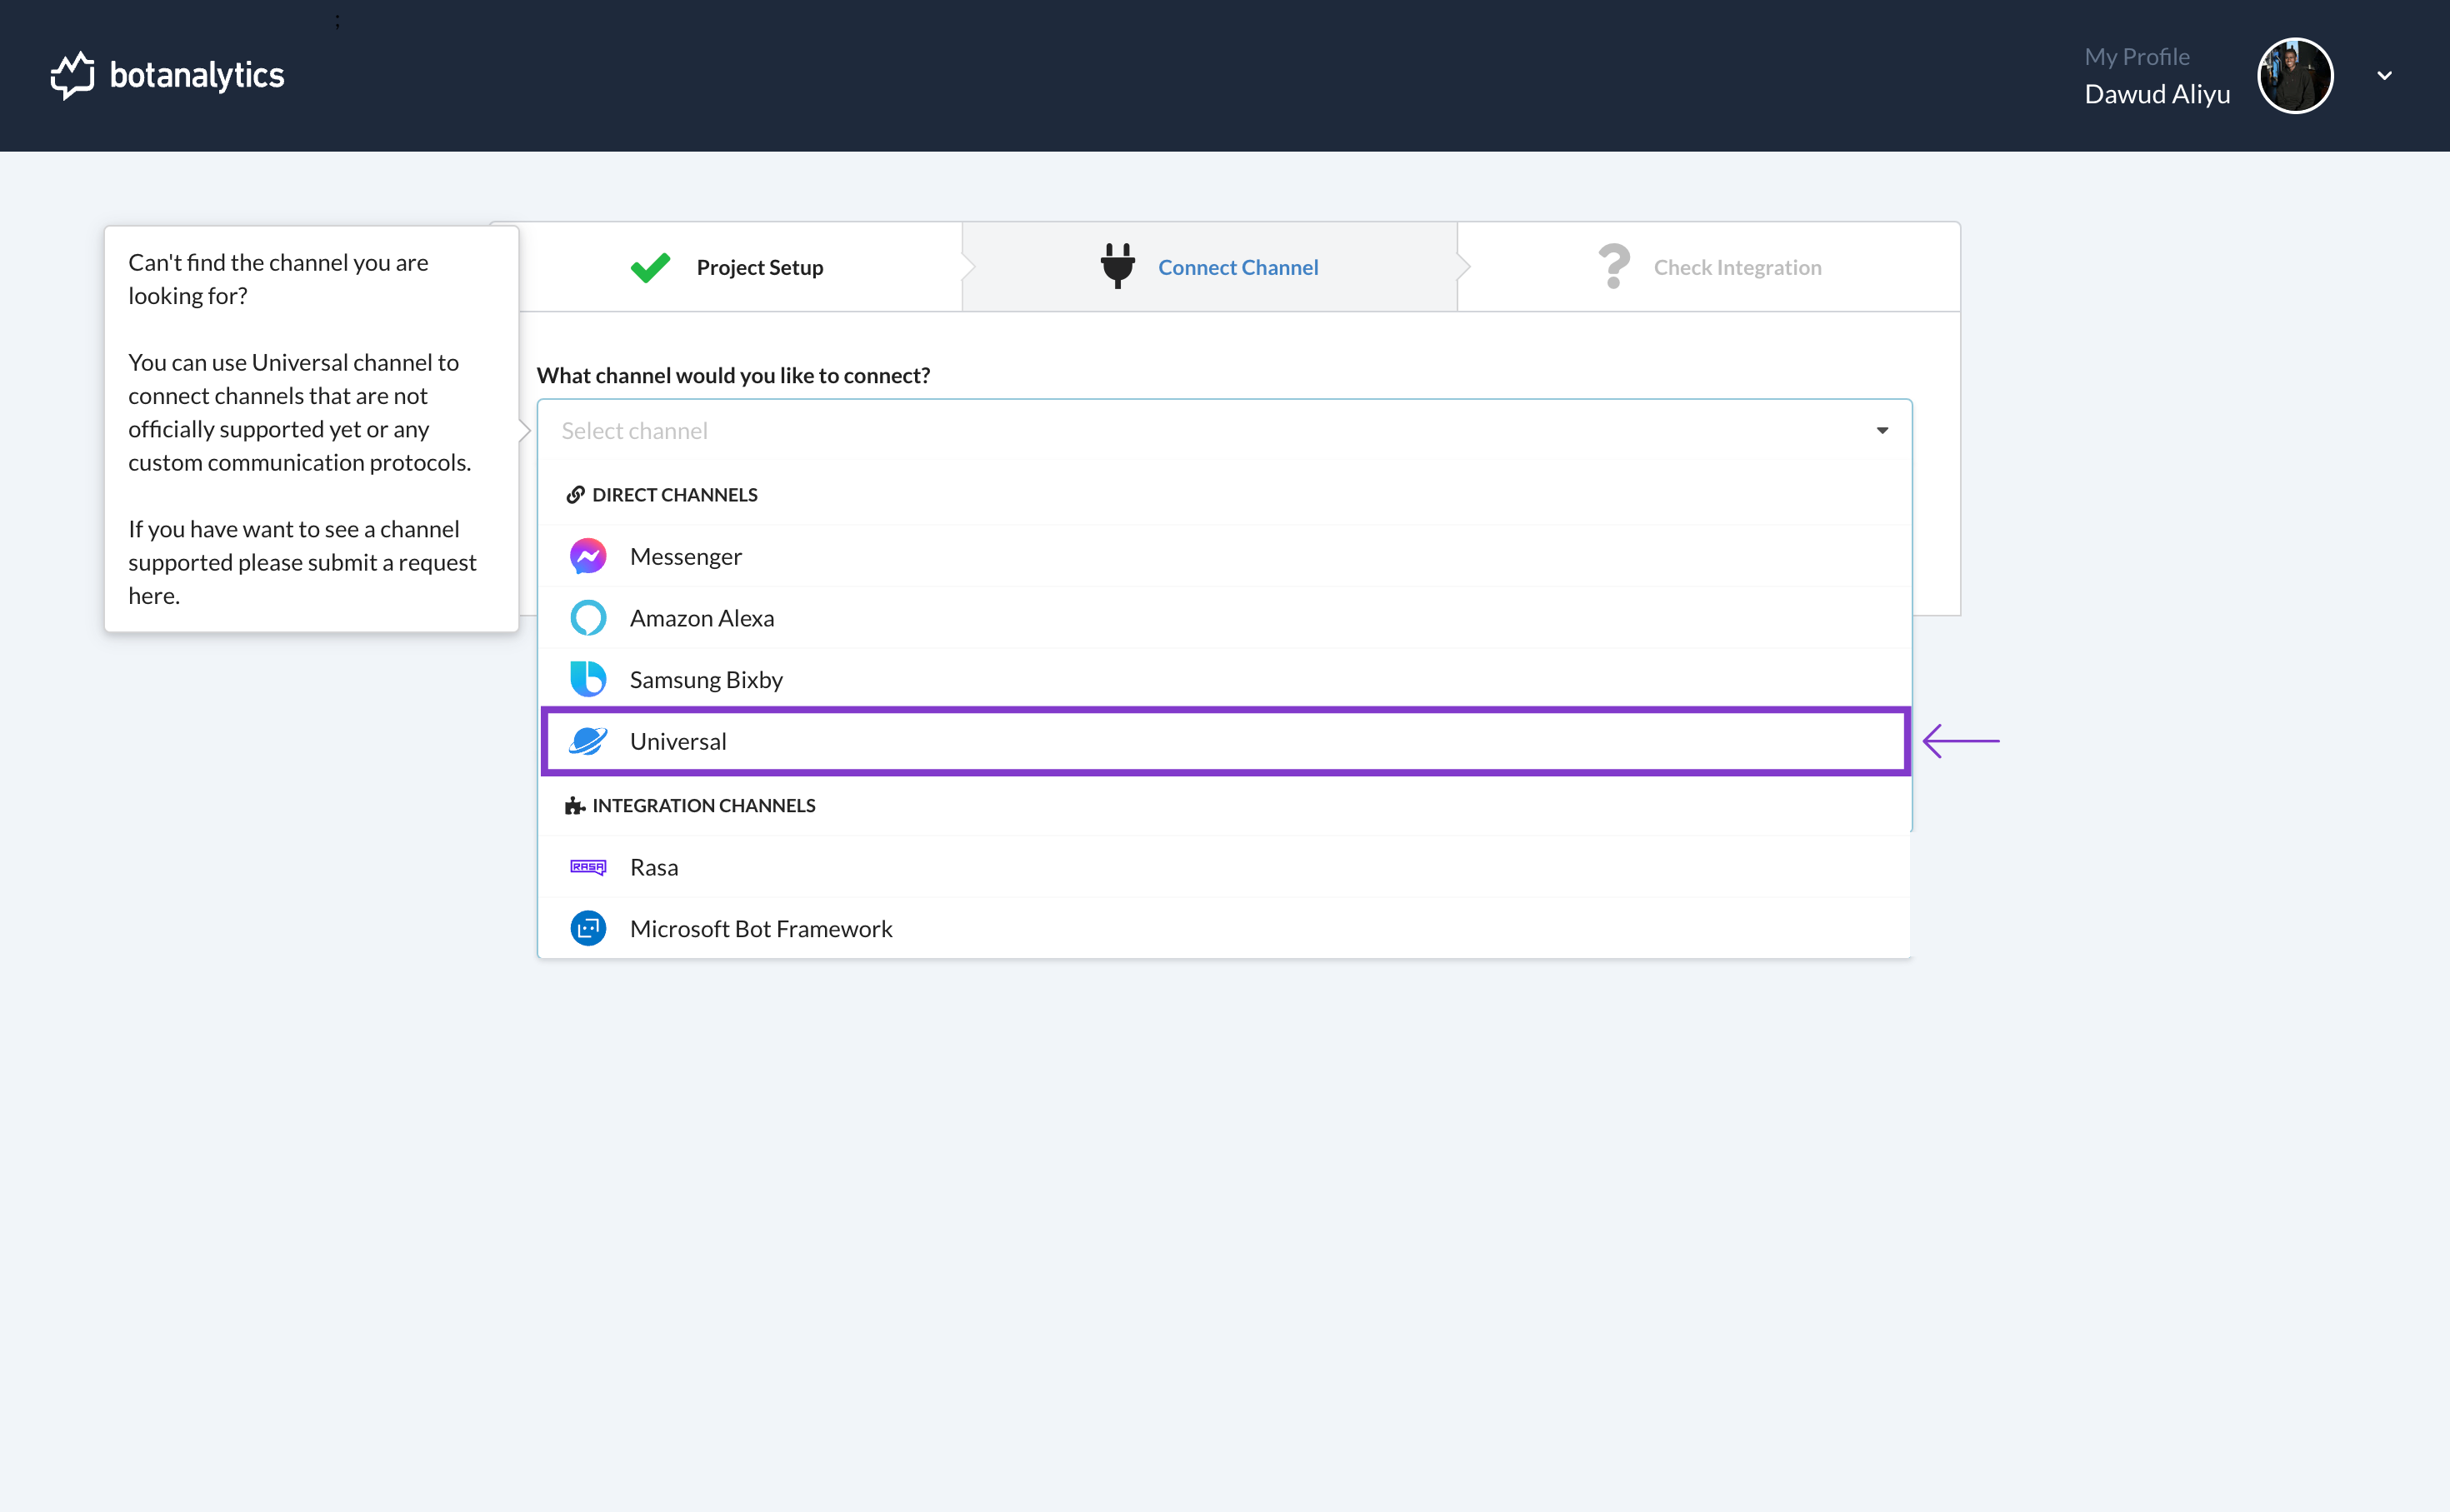 ;
botanalytics
My Profile
Dawud Aliyu
Can't find the channel you are
looking for?
You can use Universal channel to
connect channels that are not
officially supported yet or any
custom communication protocols.
If you have want to see a channel
supported please submit a request
here.
Project Setup
Connect Channel
Check Integration
What channel would you like to connect?
Select channel
DIRECT CHANNELS
Messenger
Amazon Alexa
Samsung Bixby
Universal
INTEGRATION CHANNELS
RASA Rasa
Microsoft Bot Framework